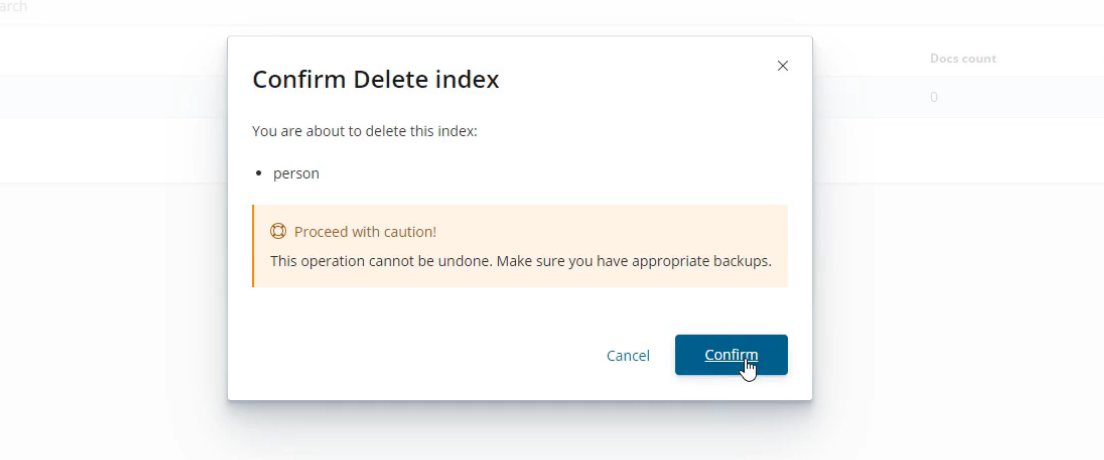 arch
Docs count
0
Confirm Delete index
You are about to delete this index:
• person
Proceed with caution!
This operation cannot be undone. Make sure you have appropriate backups.
Cancel
Confirm